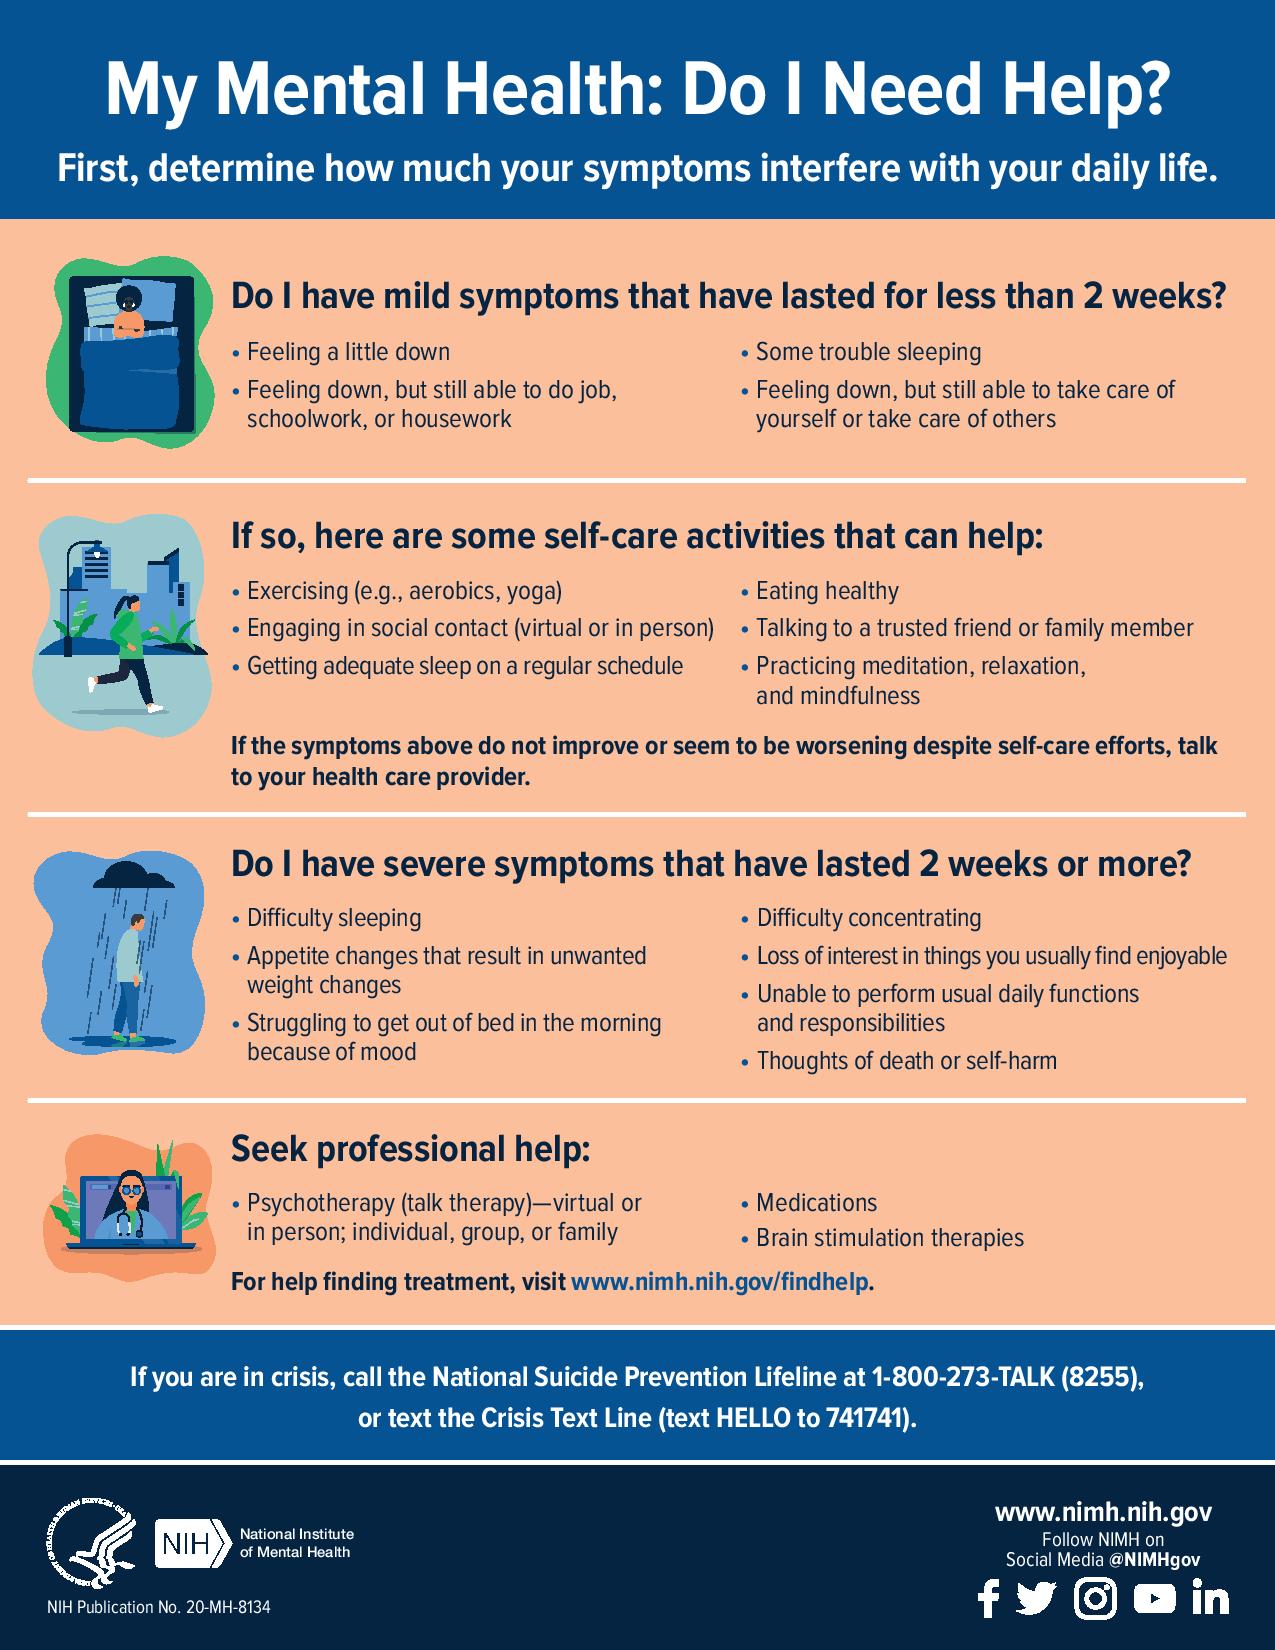 My Mental Health: Do I Need Help?
First, determine how much your symptoms interfere with your daily life.
Do I have mild symptoms that have lasted for less than 2 weeks?
• Feeling a little down
• Feeling down, but still able to do job,
schoolwork, or housework
• Some trouble sleeping
• Feeling down, but still able to take care of
yourself or take care of others
If so, here are some self-care activities that can help:
• Exercising (e.g., aerobics, yoga)
• Engaging in social contact (virtual or in person)
• Getting adequate sleep on a regular schedule
• Eating healthy
• Talking to a trusted friend or family member
• Practicing meditation, relaxation,
and mindfulness
If the symptoms above do not improve or seem to be worsening despite self-care efforts, talk
to your health care provider.
Do I have severe symptoms that have lasted 2 weeks or more?
• Difficulty sleeping
• Appetite changes that result in unwanted
weight changes
• Struggling to get out of bed in the morning
because of mood
• Difficulty concentrating
• Loss of interest in things you usually find enjoyable
• Unable to perform usual daily functions
and responsibilities
• Thoughts of death or self-harm
Seek professional help:
• Psychotherapy (talk therapy)—virtual or
in person; individual, group, or family
• Medications
• Brain stimulation therapies
For help finding treatment, visit www.nimh.nih.gov/findhelp.
If you are in crisis, call the National Suicide Prevention Lifeline at 1-800-273-TALK (8255),
or text the Crisis Text Line (text HELLO to 741741).
NIH
National Institute
of Mental Health
NIH Publication No. 20-MH-8134
www.nimh.nih.gov
Follow NIMH on
Social Media @NIMHgov